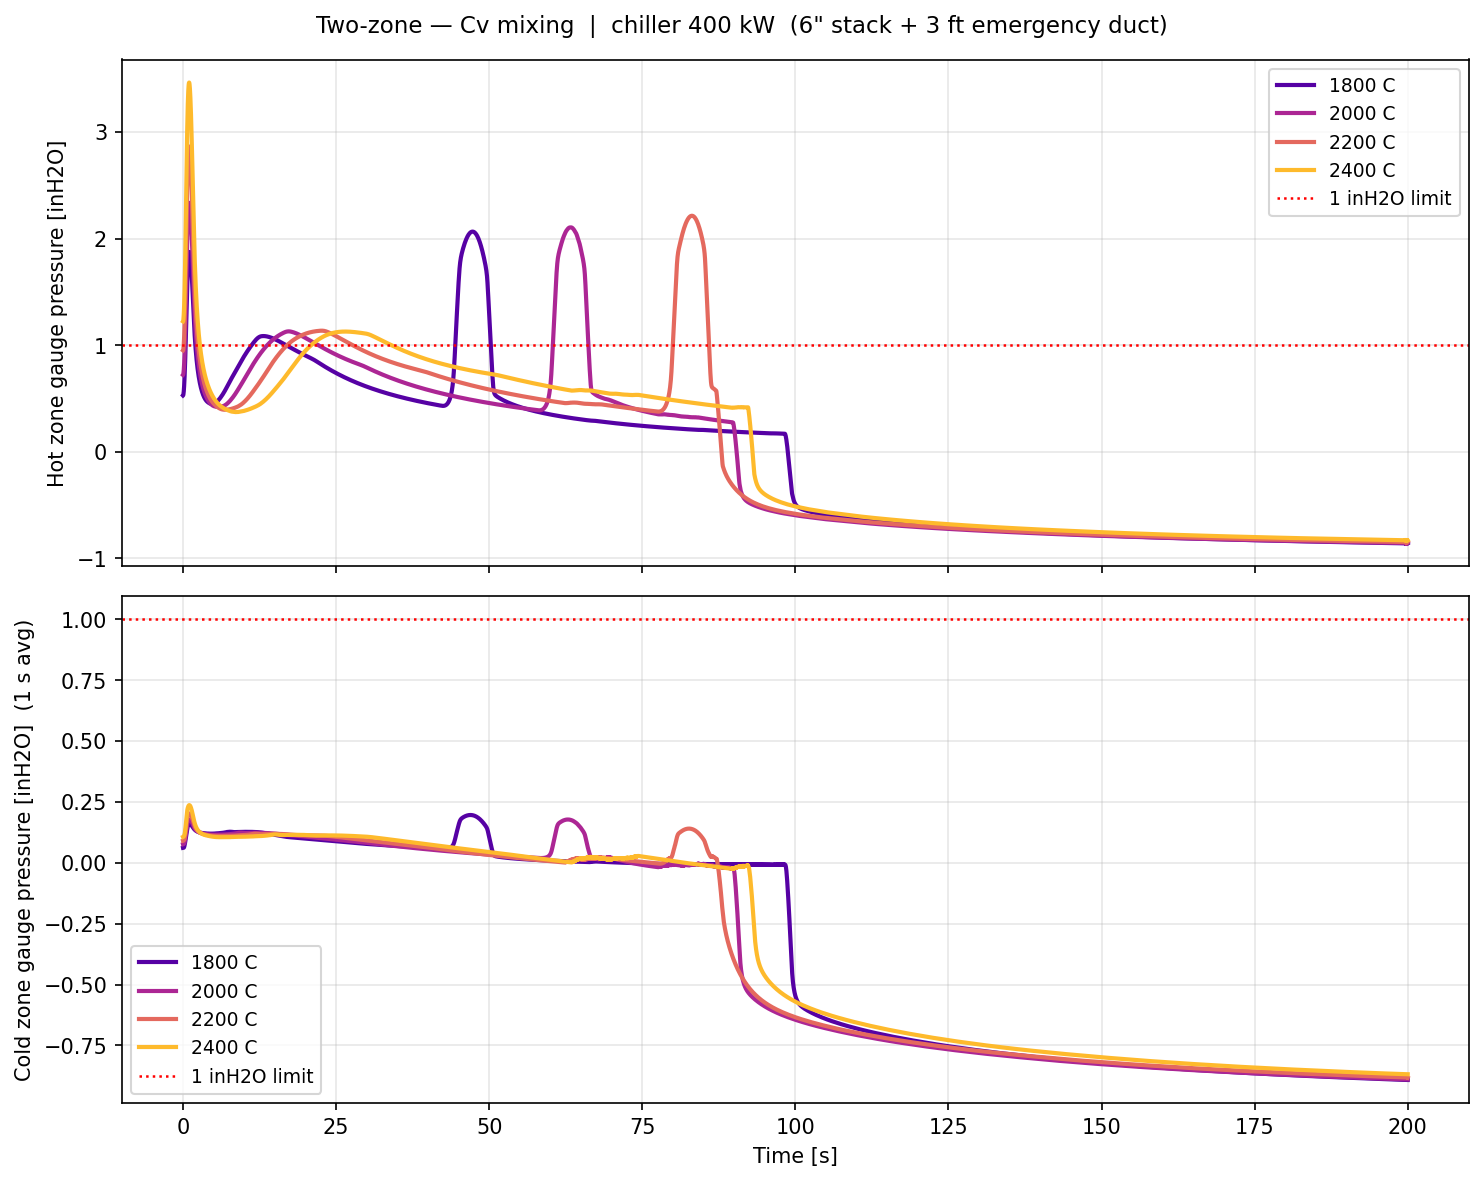 Two-zone — Cv mixing  |  chiller 400 kW  (6" stack + 3 ft emergency duct)
Hot zone gauge pressure [inH2O]
3
2
1
0
−1
1800 C
2000 C
2200 C
2400 C
1 inH2O limit
Cold zone gauge pressure [inH2O]  (1 s avg)
1.00
0.75
0.50
0.25
0.00
−0.25
−0.50
−0.75
1800 C
2000 C
2200 C
2400 C
1 inH2O limit
0 25 50 75 100 125 150 175 200
Time [s]